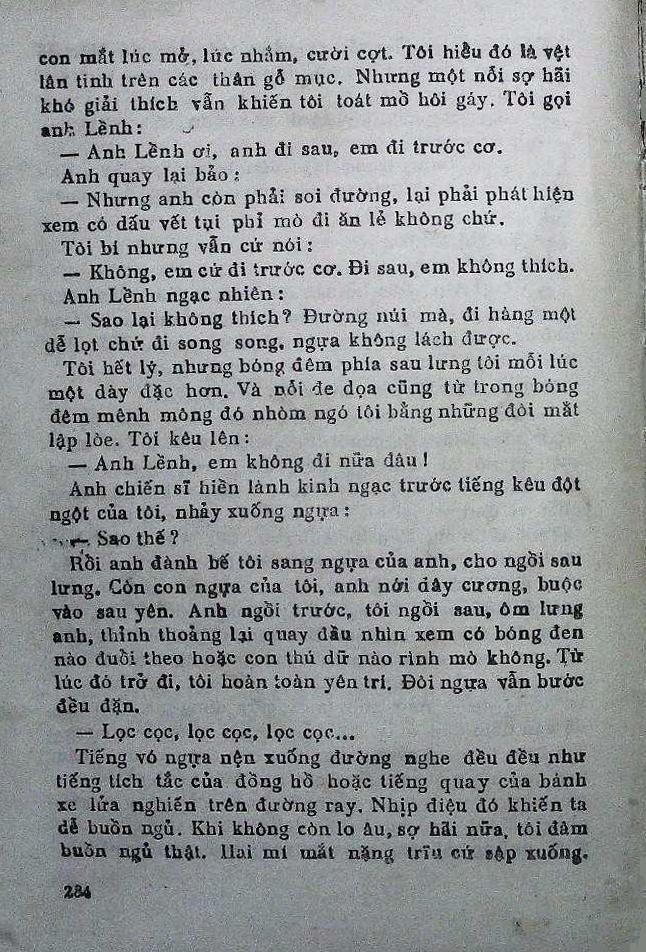 con mắt lúc mở, lúc nhắm, cười cợt. Tôi hiểu đó là vệt
lân tinh trên các thân gỗ mục. Nhưng một nỗi sợ hãi
khó giải thích vẫn khiến tôi toát mồ hôi gáy. Tôi gọi
anh Lềnh:
— Anh Lềnh ơi, anh đi sau, em đi trước cơ.
Anh quay lại bảo:
— Nhưng anh còn phải soi đường, lại phải phát hiện
xem có dấu vết tụi phỉ mò đi ăn lẻ không chứ.
Tôi bí nhưng vẫn cứ nói:
— Không, em cứ đi trước cơ. Đi sau, em không thích.
Anh Lềnh ngạc nhiên:
— Sao lại không thích? Đường núi mà, đi hàng một
dễ lọt chứ đi song song, ngựa không lách được.
Tôi hết lý, nhưng bóng đêm phía sau lưng tôi mỗi lúc
một dày đặc hơn. Và nỗi đe dọa cũng từ trong bóng
đêm mênh mông đó nhòm ngó tôi bằng những đôi mắt
lập lòe. Tôi kêu lên:
— Anh Lềnh, em không đi nữa đâu!
Anh chiến sĩ hiền lành kinh ngạc trước tiếng kêu đột
ngột của tôi, nhảy xuống ngựa:
— Sao thế?
Rồi anh đành bế tôi sang ngựa của anh, cho ngồi sau
lưng. Còn con ngựa của tôi, anh nới dây cương, buộc
vào sau yên. Anh ngồi trước, tôi ngồi sau, ôm lưng
anh, thỉnh thoảng lại quay đầu nhìn xem có bóng đen
nào đuổi theo hoặc con thú dữ nào rình mò không. Từ
lúc đó trở đi, tôi hoàn toàn yên trí. Đôi ngựa vẫn bước
đều đặn.
— Lọc cọc, lọc cọc, lọc cọc...
Tiếng vó ngựa nện xuống đường nghe đều đều như
tiếng tích tắc của đồng hồ hoặc tiếng quay của bánh
xe lửa nghiến trên đường ray. Nhịp điệu đó khiến ta
dễ buồn ngủ. Khi không còn lo âu, sợ hãi nữa, tôi đâm
buồn ngủ thật. Hai mí mắt nặng trĩu cứ sập xuống.
284